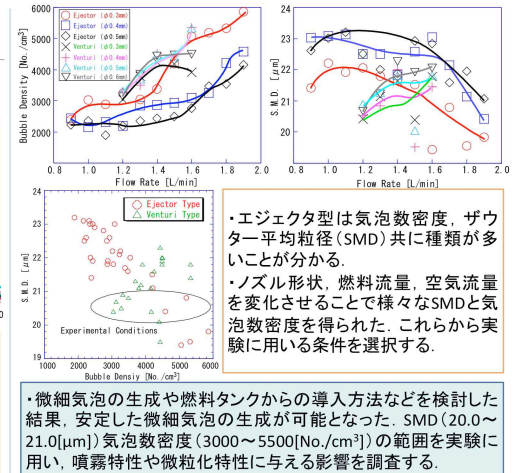 6000
5000
4000
3000
2000
Bubble Density [No./cm³]
Ejector (φ0.3mm)
Ejector (φ0.4mm)
Ejector (φ0.5mm)
Venturi (φ0.3mm)
Venturi (φ0.4mm)
Venturi (φ0.5mm)
Venturi (φ0.6mm)
0.8 1.0 1.2 1.4 1.6 1.8 2.0
Flow Rate [L/min]
24
23
22
21
20
S.M.D. [μm]
0.8 1.0 1.2 1.4 1.6 1.8 2.0
Flow Rate [L/min]
24
23
22
21
20
19
S.M.D. [μm]
Ejector Type
Venturi Type
Experimental Conditions
1000 2000 3000 4000 5000 6000
Bubble Densiy [No./cm³]
・エジェクタ型は気泡数密度，ザウ
ター平均粒径(SMD)共に種類が多
いことが分かる．
・ノズル形状，燃料流量，空気流量
を変化させることで様々なSMDと気
泡数密度を得られた．これらから実
験に用いる条件を選択する．
・微細気泡の生成や燃料タンクからの導入方法などを検討した
結果，安定した微細気泡の生成が可能となった．SMD(20.0～
21.0[μm])気泡数密度(3000～5500[No./cm³])の範囲を実験に
用い，噴霧特性や微粒化特性に与える影響を調査する．